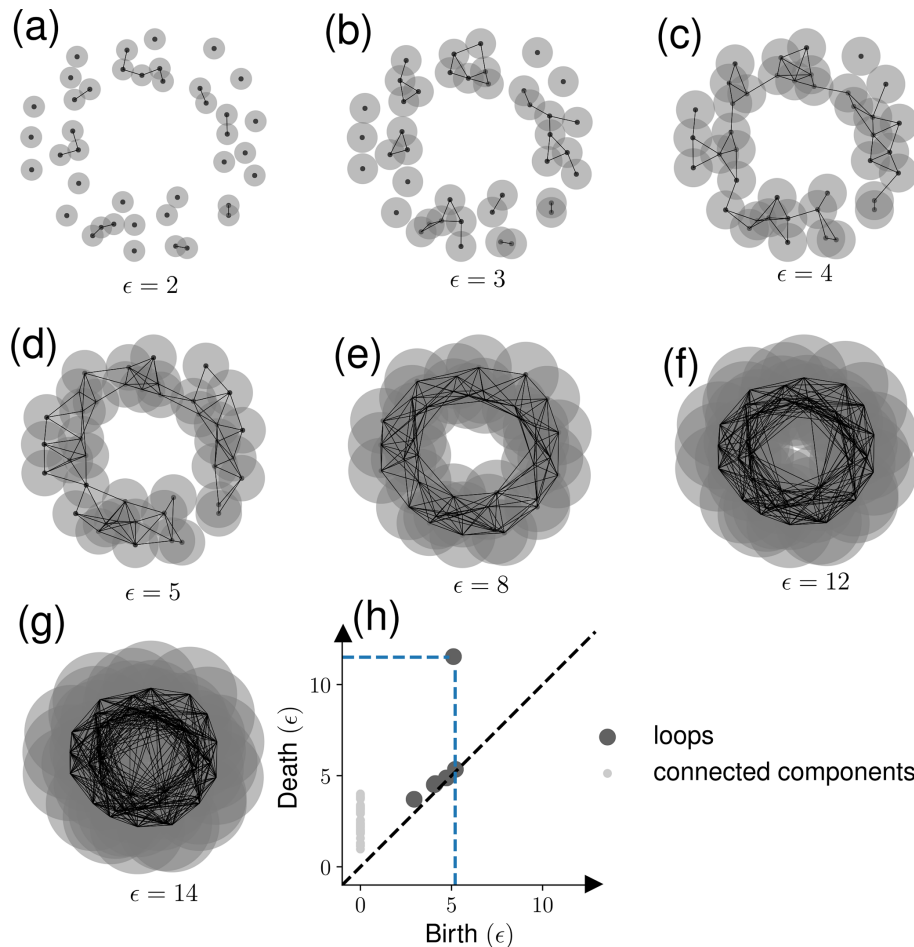 (a)
(b)
(c)
ϵ = 2
ϵ = 3
ϵ = 4
(d)
(e)
(f)
ϵ = 5
ϵ = 8
ϵ = 12
(g)
(h)
ϵ = 14
Death (ϵ)
10
5
0
0 5 10
Birth (ϵ)
loops
connected components